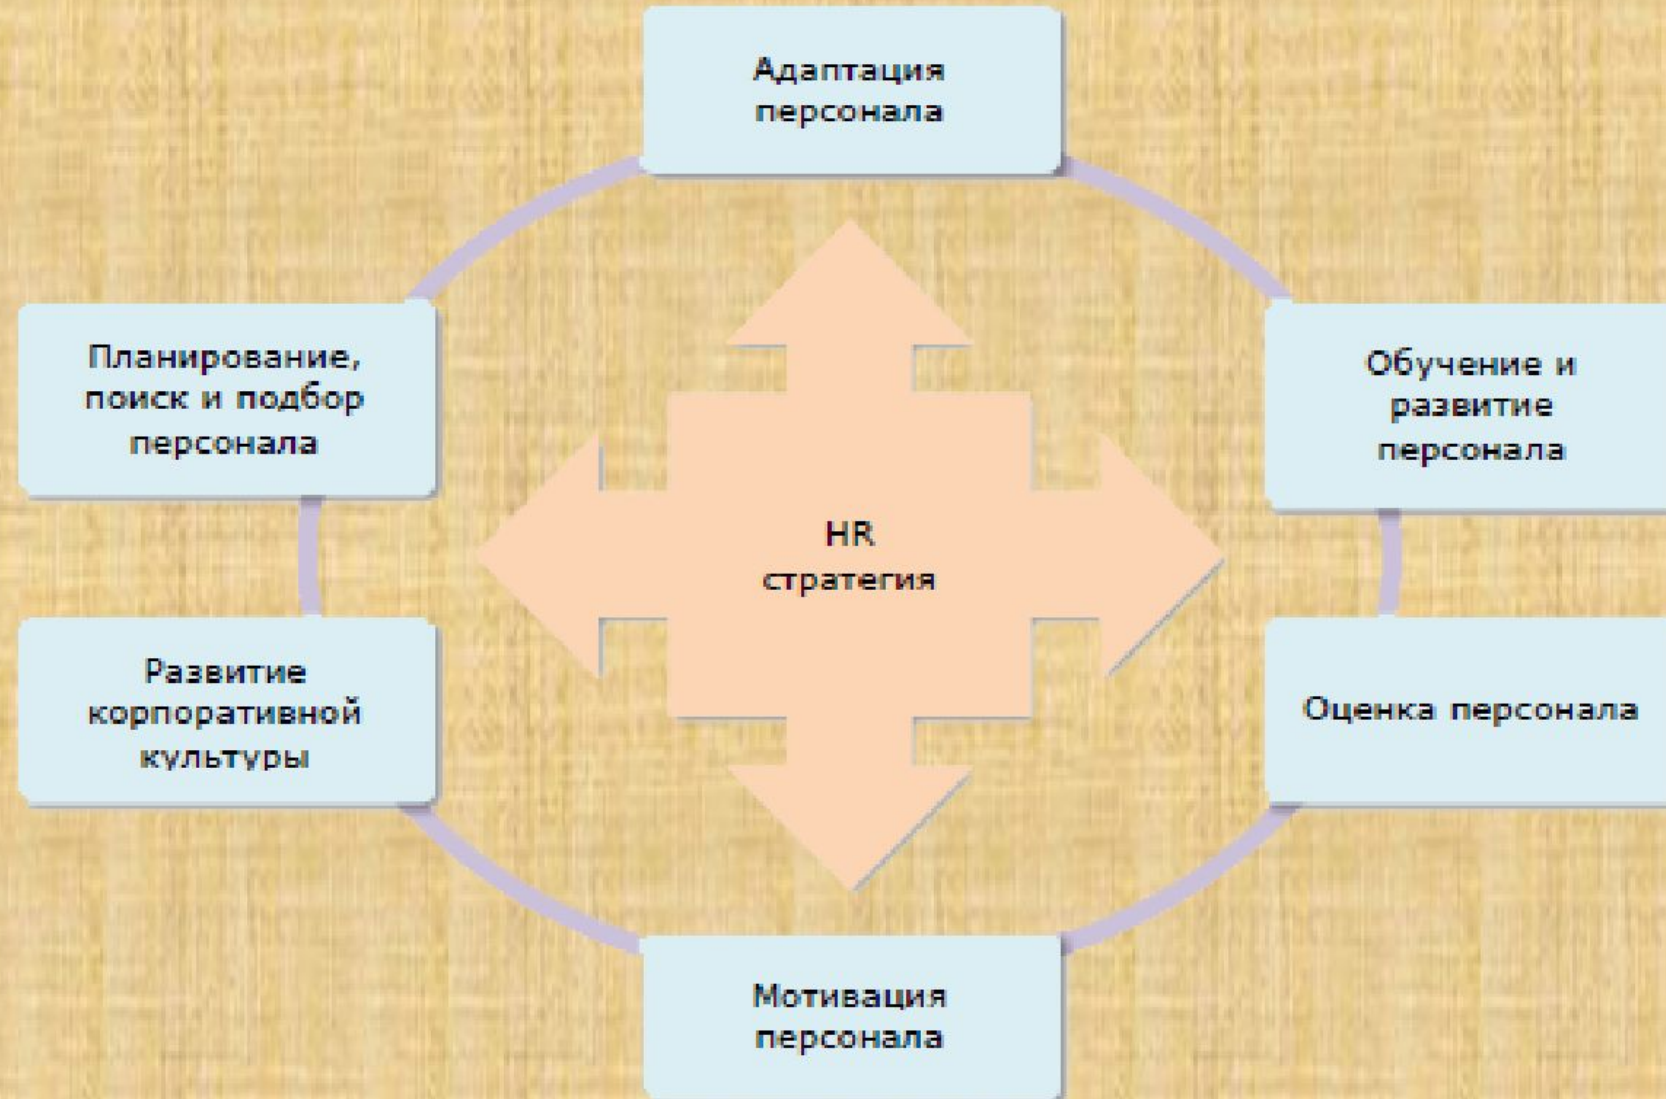 Адаптация
персонала
Планирование,
поиск и подбор
персонала
Обучение и
развитие
персонала
HR
стратегия
Развитие
корпоративной
культуры
Оценка персонала
Мотивация
персонала